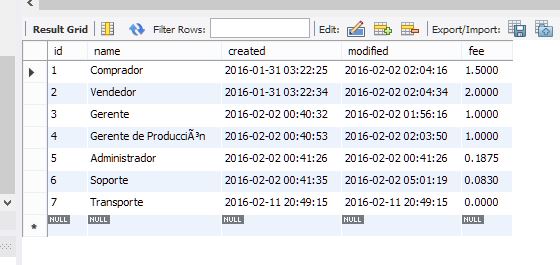 Result Grid Filter Rows: Edit: Export/Import:
id name created modified fee
1 Comprador 2016-01-31 03:22:25 2016-02-02 02:04:16 1.5000
2 Vendedor 2016-01-31 03:22:34 2016-02-02 02:04:34 2.0000
3 Gerente 2016-02-02 00:40:32 2016-02-02 01:56:16 1.0000
4 Gerente de ProducciÃ³n 2016-02-02 00:40:53 2016-02-02 02:03:50 1.0000
5 Administrador 2016-02-02 00:41:26 2016-02-02 00:41:26 0.1875
6 Soporte 2016-02-02 00:41:35 2016-02-02 05:01:19 0.0830
7 Transporte 2016-02-11 20:49:15 2016-02-11 20:49:15 0.0000
NULL NULL NULL NULL NULL